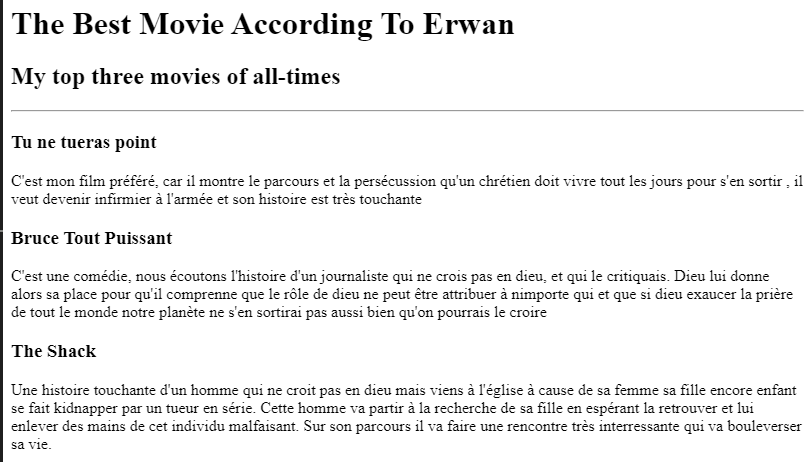 The Best Movie According To Erwan
My top three movies of all-times
Tu ne tueras point
C'est mon film préféré, car il montre le parcours et la persécussion qu'un chrétien doit vivre tout les jours pour s'en sortir , il
veut devenir infirmier à l'armée et son histoire est très touchante
Bruce Tout Puissant
C'est une comédie, nous écoutons l'histoire d'un journaliste qui ne crois pas en dieu, et qui le critiquais. Dieu lui donne
alors sa place pour qu'il comprenne que le rôle de dieu ne peut être attribuer à nimporte qui et que si dieu exaucer la prière
de tout le monde notre planète ne s'en sortirai pas aussi bien qu'on pourrais le croire
The Shack
Une histoire touchante d'un homme qui ne croit pas en dieu mais viens à l'église à cause de sa femme sa fille encore enfant
se fait kidnapper par un tueur en série. Cette homme va partir à la recherche de sa fille en espérant la retrouver et lui
enlever des mains de cet individu malfaisant. Sur son parcours il va faire une rencontre très interressante qui va bouleverser
sa vie.